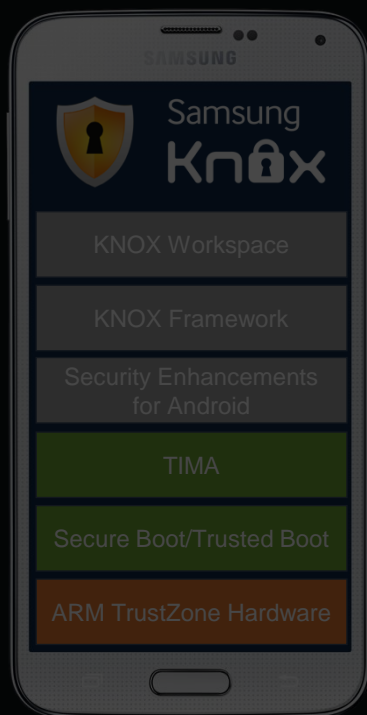 SAMSUNG
Samsung
Knox
KNOX Workspace
KNOX Framework
Security Enhancements
for Android
TIMA
Secure Boot/Trusted Boot
ARM TrustZone Hardware